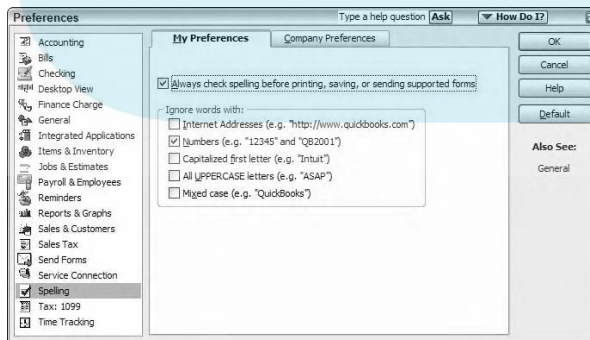 Preferences
Type a help question Ask
How Do I?
Accounting
Bills
Checking
Desktop View
Finance Charge
General
Integrated Applications
Items & Inventory
Jobs & Estimates
Payroll & Employees
Reminders
Reports & Graphs
Sales & Customers
Sales Tax
Send Forms
Service Connection
Spelling
Tax: 1099
Time Tracking
My Preferences
Company Preferences
Always check spelling before printing, saving, or sending supported forms
Ignore words with:
Internet Addresses (e.g. "http://www.quickbooks.com")
Numbers (e.g. "12345" and "QB2001")
Capitalized first letter (e.g. "Intuit")
All UPPERCASE letters (e.g. "ASAP")
Mixed case (e.g. "QuickBooks")
OK
Cancel
Help
Default
Also See:
General